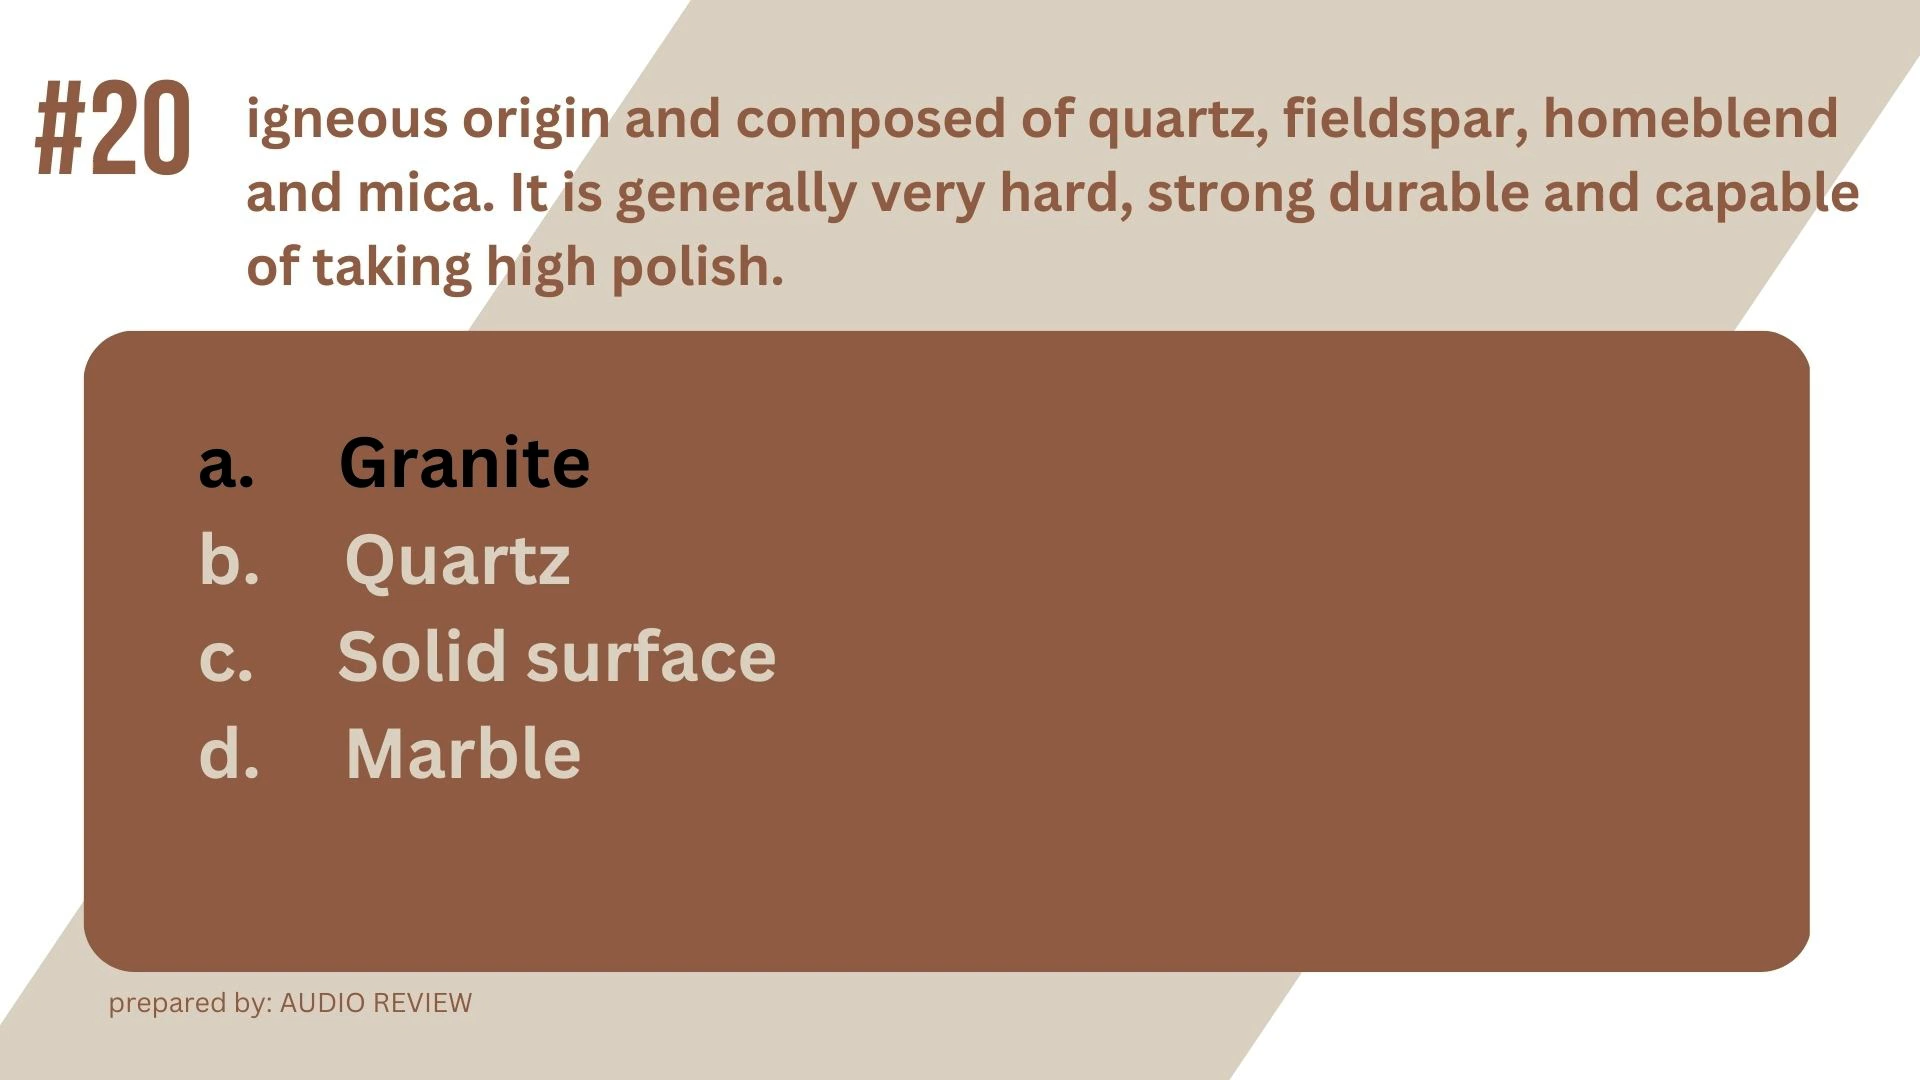 #20
igneous origin and composed of quartz, fieldspar, homeblend
and mica. It is generally very hard, strong durable and capable
of taking high polish.
a. Granite
b. Quartz
c. Solid surface
d. Marble
prepared by: AUDIO REVIEW